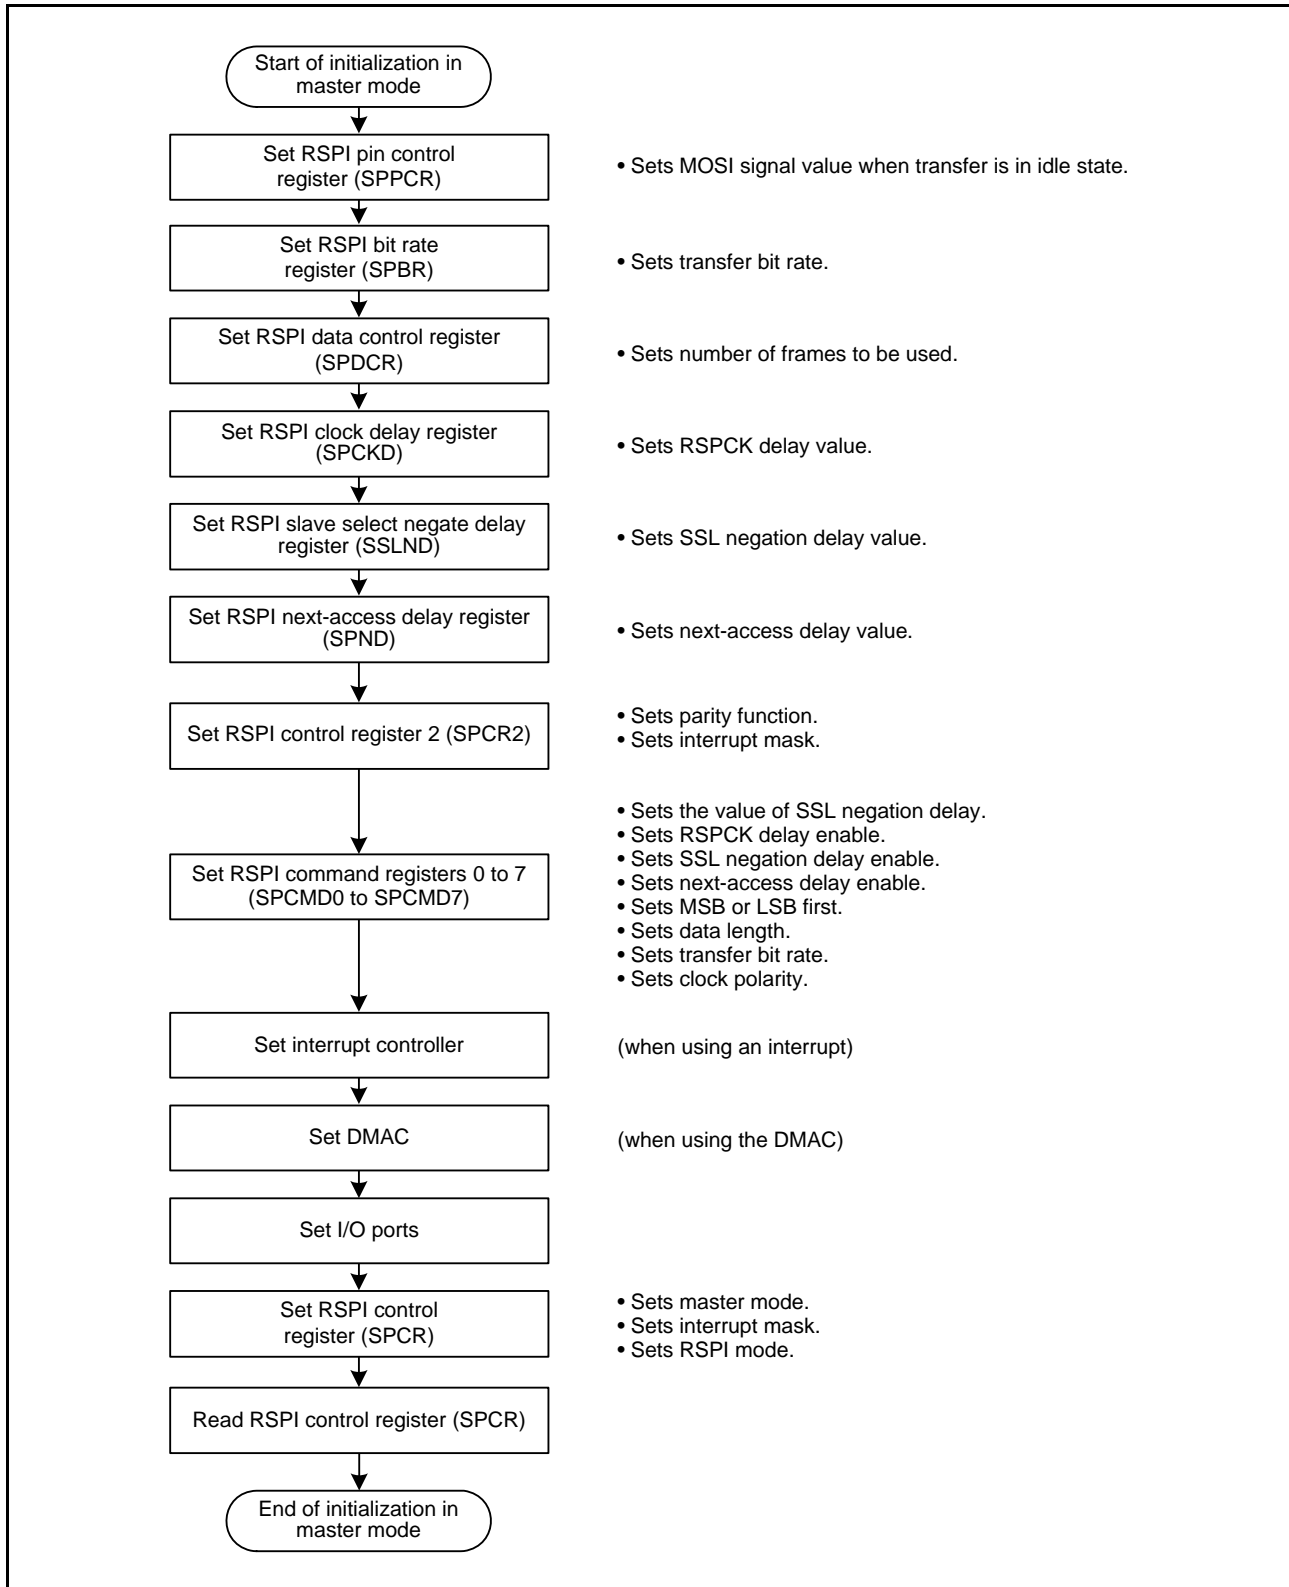 Start of initialization in
master mode
Set RSPI pin control
register (SPPCR)
• Sets MOSI signal value when transfer is in idle state.
Set RSPI bit rate
register (SPBR)
• Sets transfer bit rate.
Set RSPI data control register
(SPDCR)
• Sets number of frames to be used.
Set RSPI clock delay register
(SPCKD)
• Sets RSPCK delay value.
Set RSPI slave select negate delay
register (SSLND)
• Sets SSL negation delay value.
Set RSPI next-access delay register
(SPND)
• Sets next-access delay value.
Set RSPI control register 2 (SPCR2)
• Sets parity function.
• Sets interrupt mask.
Set RSPI command registers 0 to 7
(SPCMD0 to SPCMD7)
• Sets the value of SSL negation delay.
• Sets RSPCK delay enable.
• Sets SSL negation delay enable.
• Sets next-access delay enable.
• Sets MSB or LSB first.
• Sets data length.
• Sets transfer bit rate.
• Sets clock polarity.
Set interrupt controller
(when using an interrupt)
Set DMAC
(when using the DMAC)
Set I/O ports
Set RSPI control
register (SPCR)
• Sets master mode.
• Sets interrupt mask.
• Sets RSPI mode.
Read RSPI control register (SPCR)
End of initialization in
master mode